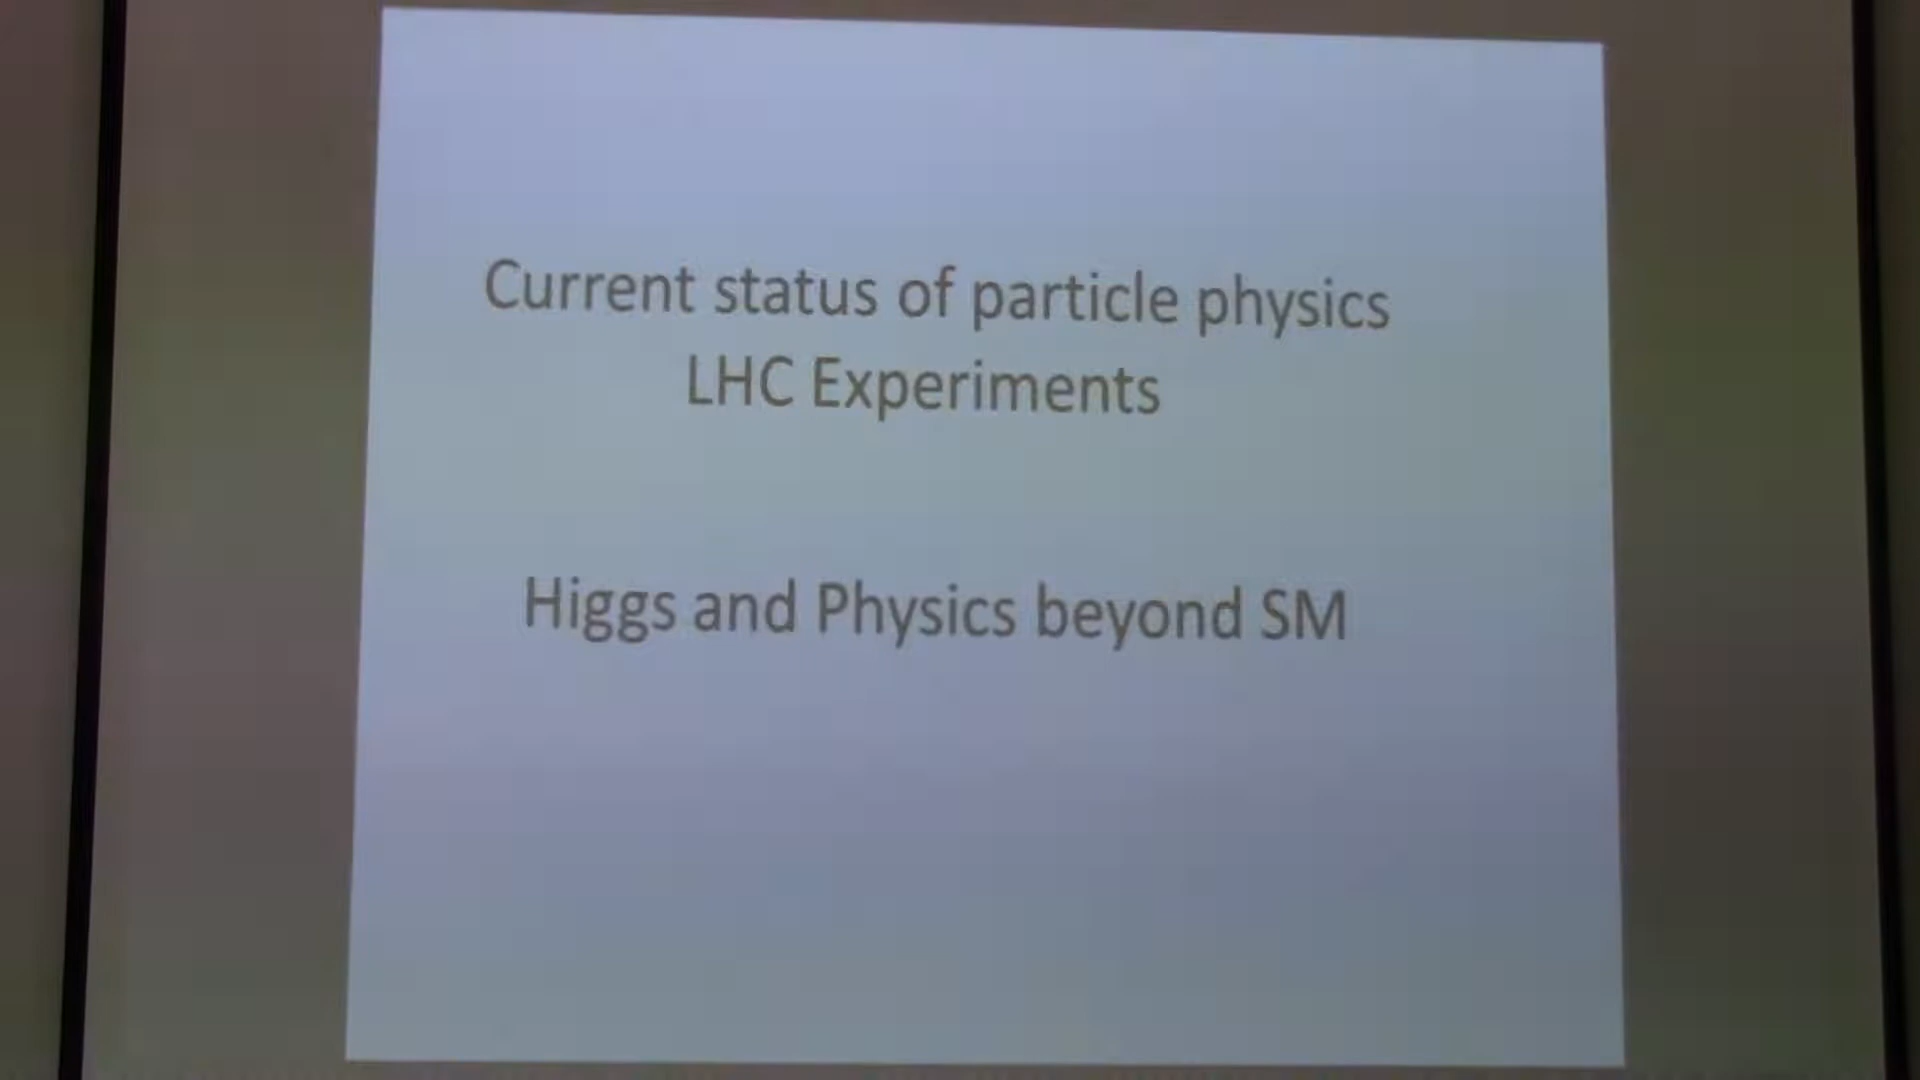 Current status of particle physics
LHC Experiments
Higgs and Physics beyond SM